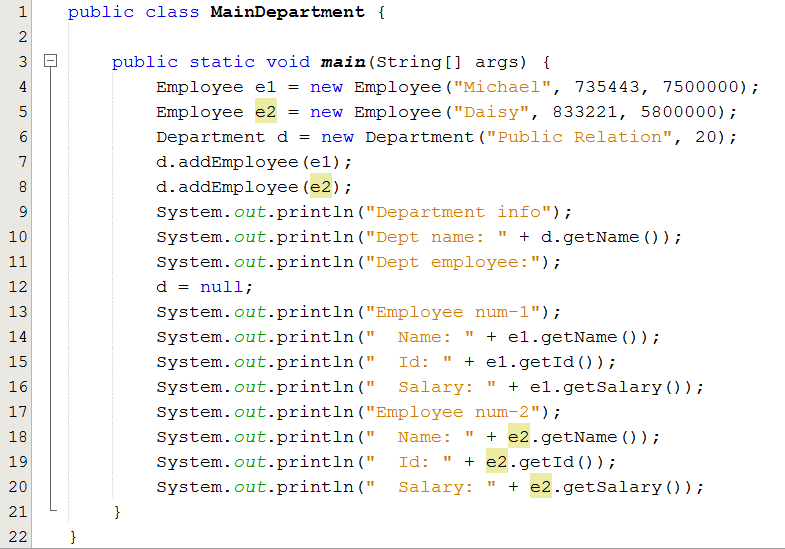 1 public class MainDepartment {
2
3 public static void main(String[] args) {
4 Employee e1 = new Employee("Michael", 735443, 7500000);
5 Employee e2 = new Employee("Daisy", 833221, 5800000);
6 Department d = new Department("Public Relation", 20);
7 d.addEmployee(e1);
8 d.addEmployee(e2);
9 System.out.println("Department info");
10 System.out.println("Dept name: " + d.getName());
11 System.out.println("Dept employee:");
12 d = null;
13 System.out.println("Employee num-1");
14 System.out.println("  Name: " + e1.getName());
15 System.out.println("  Id: " + e1.getId());
16 System.out.println("  Salary: " + e1.getSalary());
17 System.out.println("Employee num-2");
18 System.out.println("  Name: " + e2.getName());
19 System.out.println("  Id: " + e2.getId());
20 System.out.println("  Salary: " + e2.getSalary());
21 }
22 }